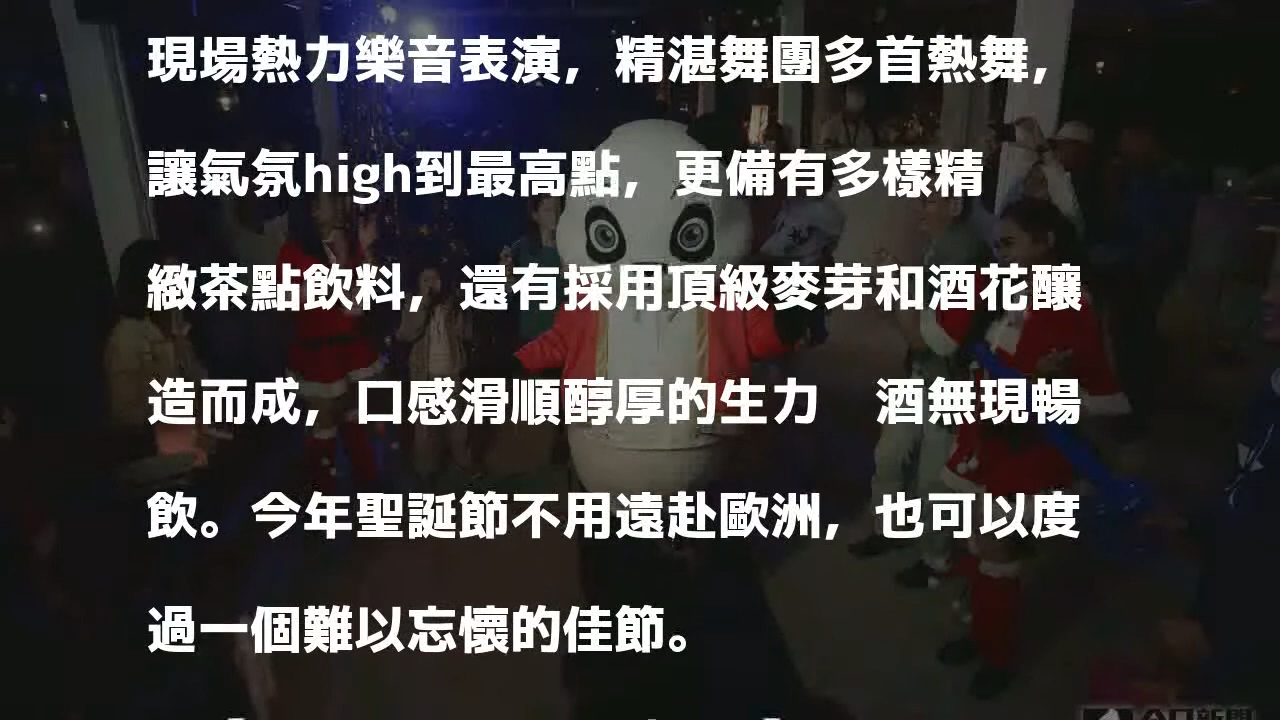 現場熱力樂音表演，精湛舞團多首熱舞，
讓氣氛high到最高點，更備有多樣精
緻茶點飲料，還有採用頂級麥芽和酒花釀
造而成，口感滑順醇厚的生力　酒無現暢
飲。今年聖誕節不用遠赴歐洲，也可以度
過一個難以忘懷的佳節。